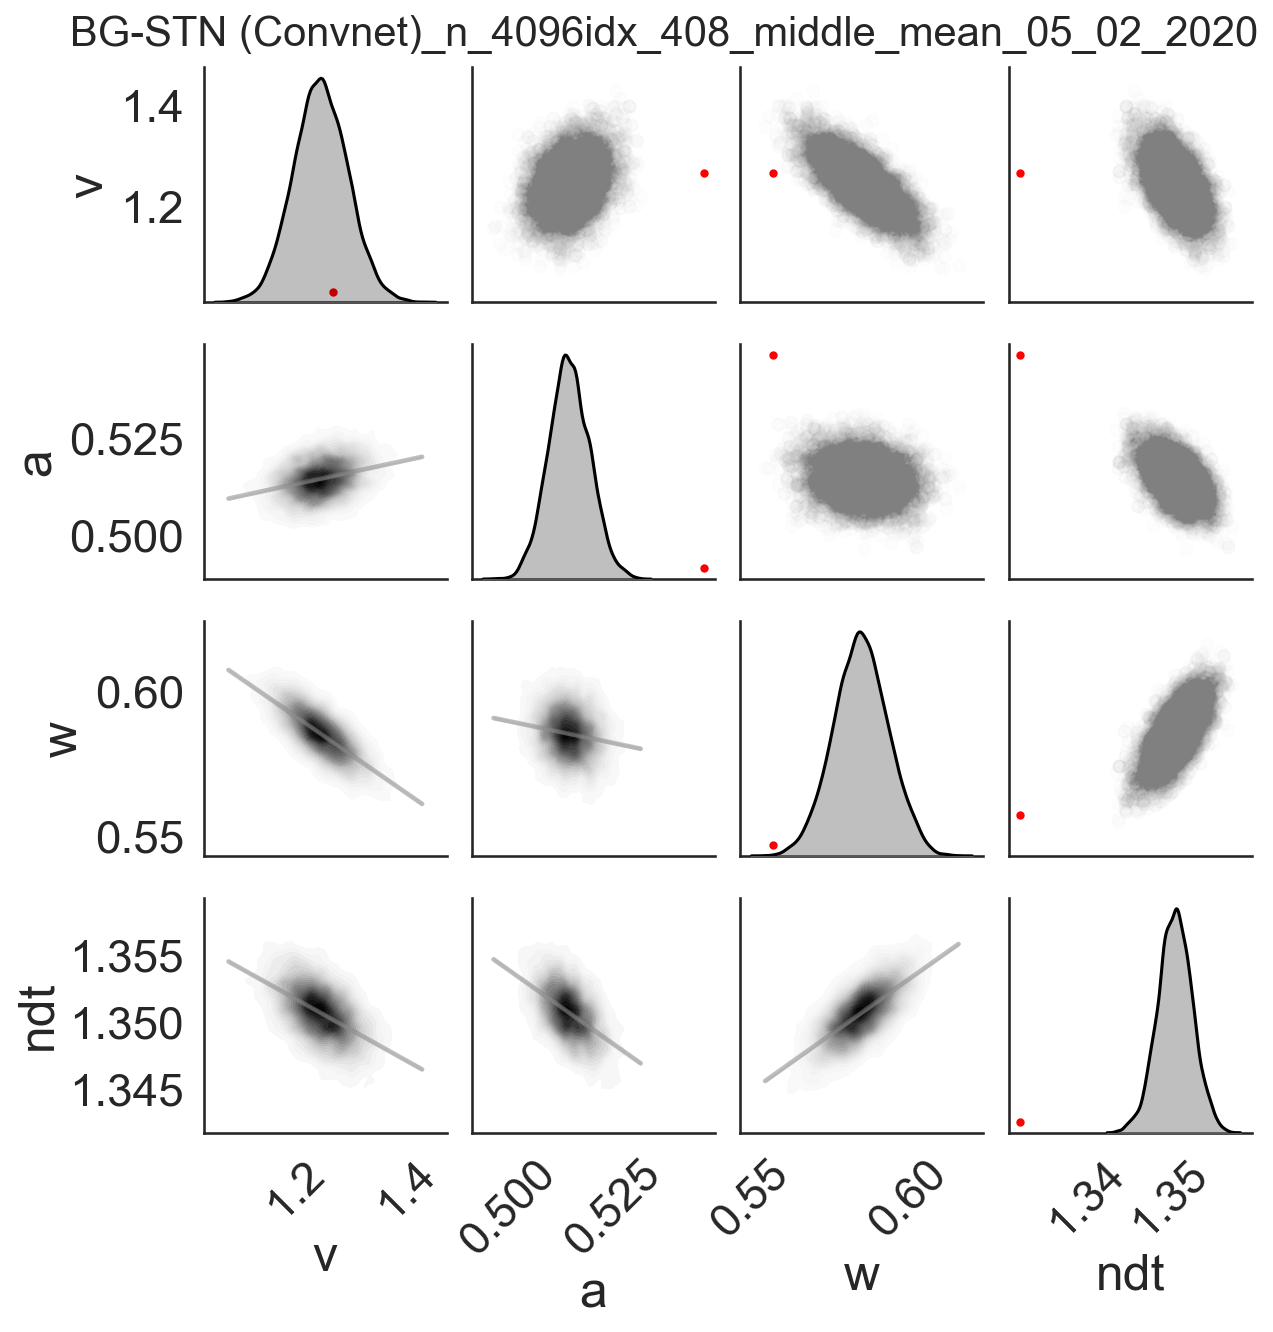 BG-STN (Convnet)_n_4096idx_408_middle_mean_05_02_2020
1.4
v
1.2
0.525
a
0.500
0.60
w
0.55
1.355
ndt
1.350
1.345
1.2 1.4 0.500 0.525 0.55 0.60 1.34 1.35
v a w ndt